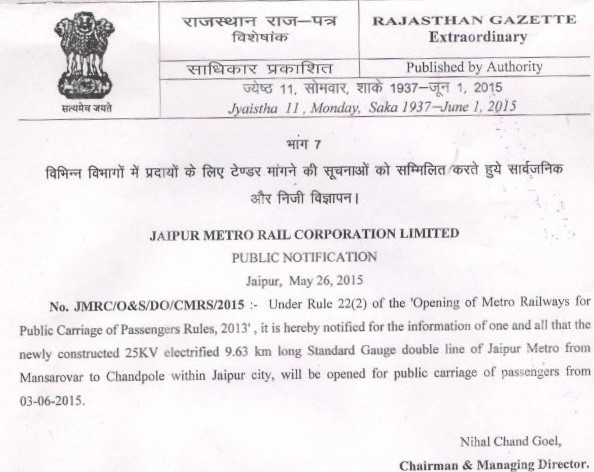 राजस्थान राज–पत्र
विशेषांक
RAJASTHAN GAZETTE
Extraordinary
साधिकार प्रकाशित
Published by Authority
सत्यमेव जयते
ज्येष्ठ 11, सोमवार, शाके 1937–जून 1, 2015
Jyaistha 11 , Monday, Saka 1937–June 1, 2015
भांग 7
विभिन्न विभागों में प्रदायों के लिए टेण्डर मांगने की सूचनाओं को सम्मिलित करते हुये सार्वजनिक
और निजी विज्ञापन।
JAIPUR METRO RAIL CORPORATION LIMITED
PUBLIC NOTIFICATION
Jaipur, May 26, 2015
No. JMRC/O&S/DO/CMRS/2015 :- Under Rule 22(2) of the 'Opening of Metro Railways for
Public Carriage of Passengers Rules, 2013' , it is hereby notified for the information of one and all that the
newly constructed 25KV electrified 9.63 km long Standard Gauge double line of Jaipur Metro from
Mansarovar to Chandpole within Jaipur city, will be opened for public carriage of passengers from
03-06-2015.
Nihal Chand Goel,
Chairman & Managing Director.